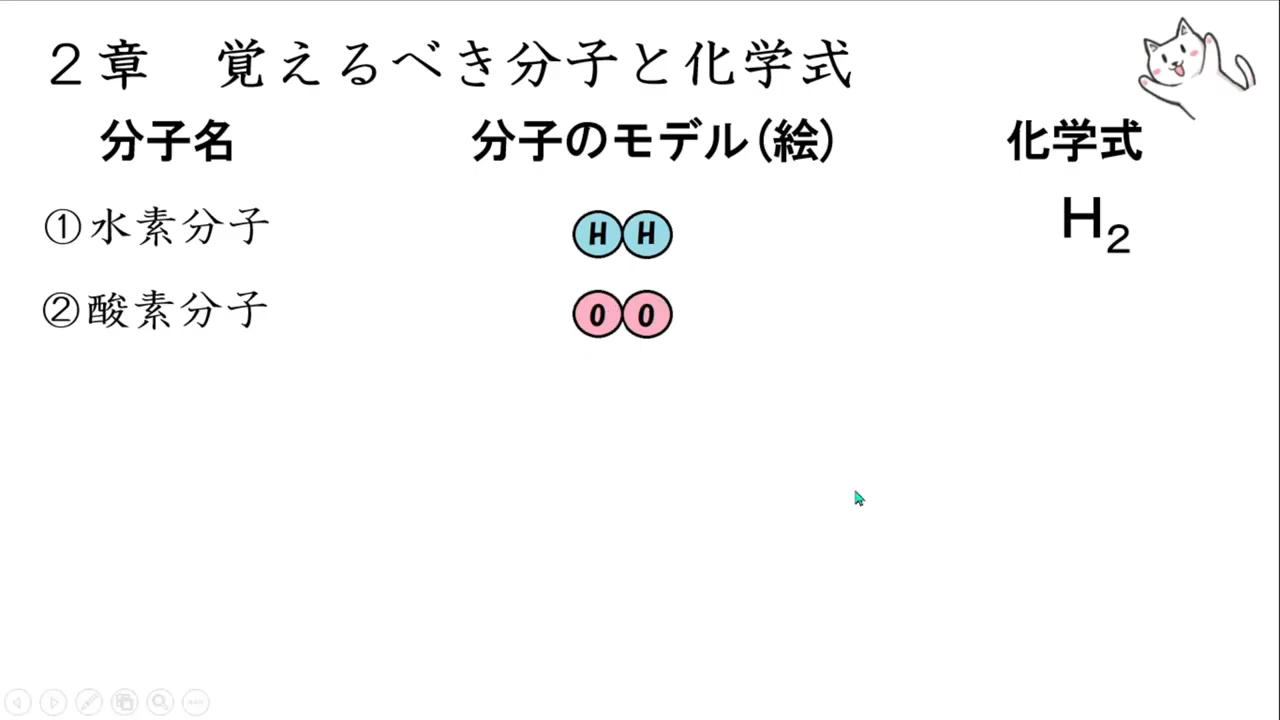 ２章　覚えるべき分子と化学式
分子名　分子のモデル（絵）　化学式
①水素分子　H H　H₂
②酸素分子　O O